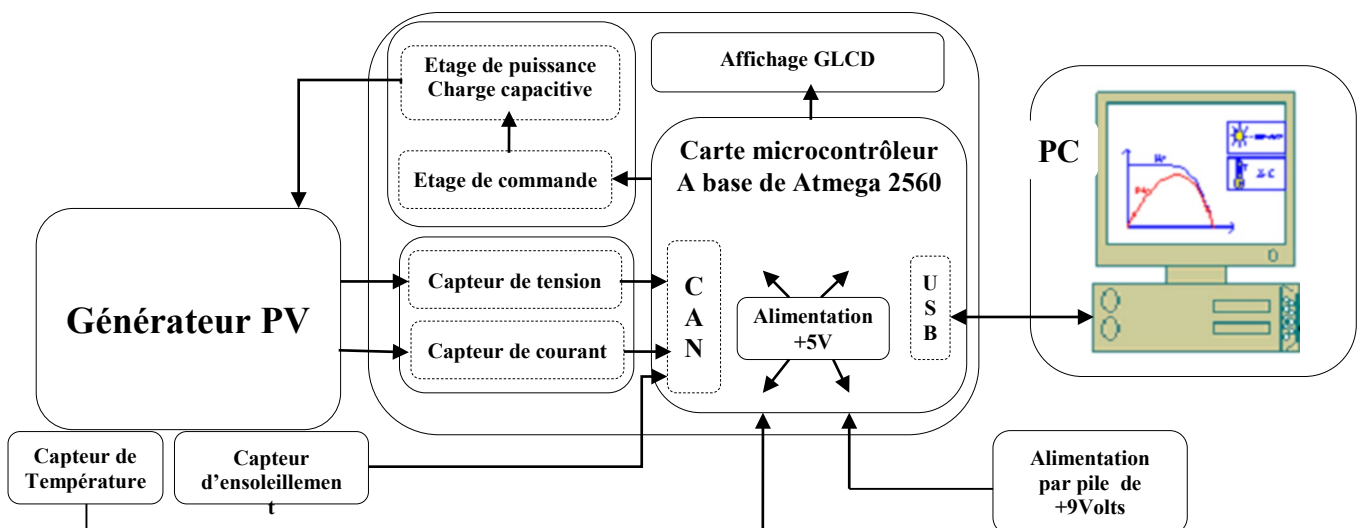 Etage de puissance
Charge capacitive
Affichage GLCD
Etage de commande
Carte microcontrôleur
A base de Atmega 2560
PC
Générateur PV
Capteur de tension
Capteur de courant
C
A
N
Alimentation
+5V
U
S
B
Capteur de
Température
Capteur
d’ensoleillemen
t
Alimentation
par pile de
+9Volts